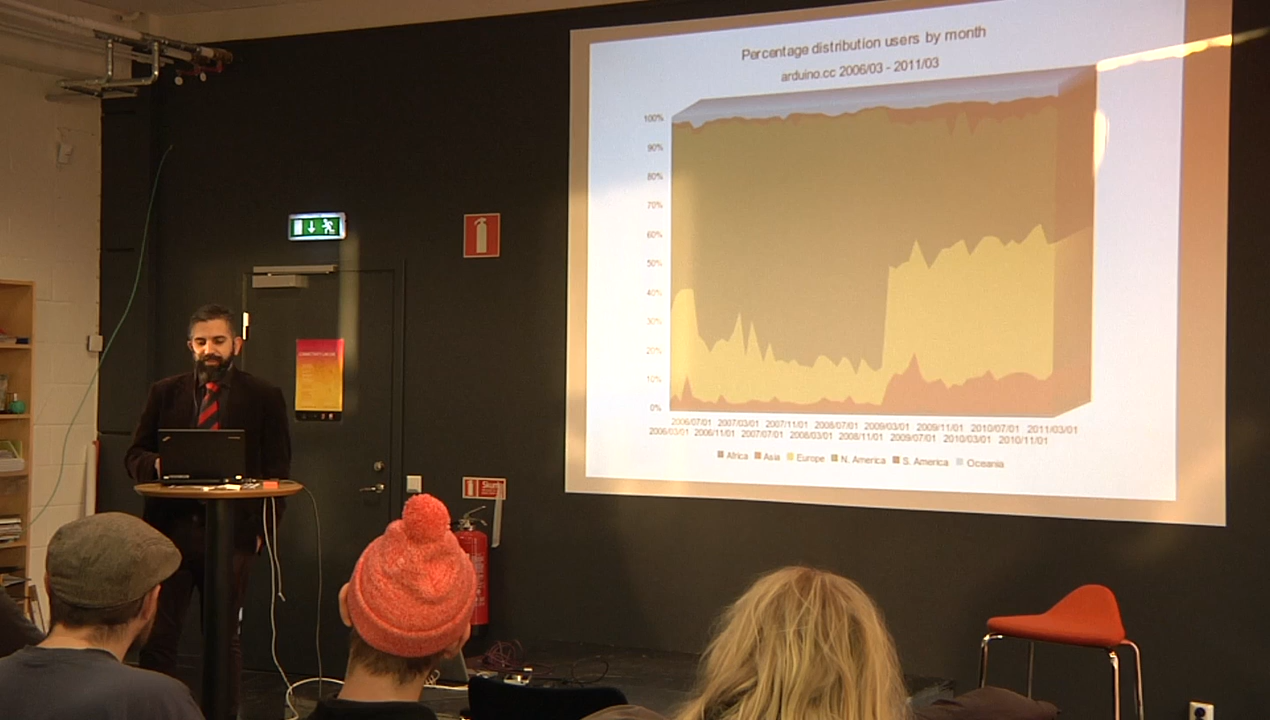 Percentage distribution users by month
arduino.cc 2006/03 - 2011/03
100%
90%
80%
70%
60%
50%
40%
30%
20%
10%
0%
2006/07/01 2007/03/01 2007/11/01 2008/07/01 2009/03/01 2009/11/01 2010/07/01 2011/03/01
2006/03/01 2006/11/01 2007/07/01 2008/03/01 2008/11/01 2009/07/01 2010/03/01 2010/11/01
Africa Asia Europe N. America S. America Oceania